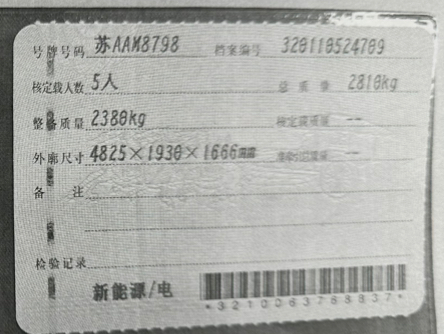 号牌号码 苏AAM8798 档案编号 320110524709
核定载人数 5人 总质量 2810kg
整备质量 2380kg 核定载质量 --
外廓尺寸 4825×1930×1666mm 准牵引总质量 --
备注
检验记录
新能源/电
*3210063768837*